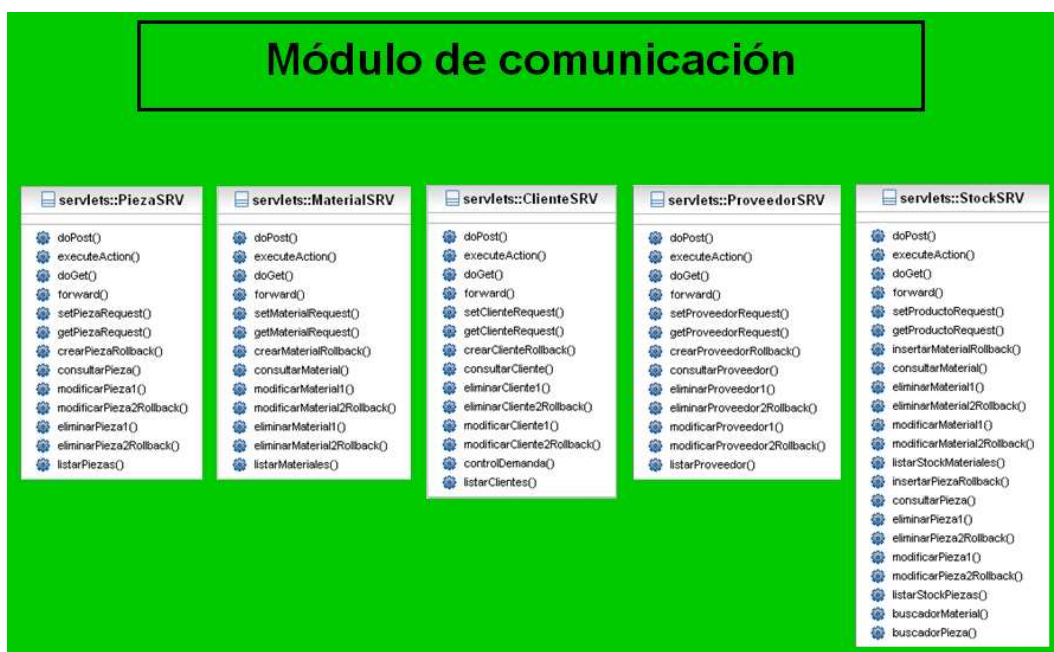 Módulo de comunicación
servlets::PiezaSRV
doPost()
executeAction()
doGet()
forward()
setPiezaRequest()
getPiezaRequest()
crearPiezaRollback()
consultarPieza()
modificarPieza1()
modificarPieza2Rollback()
eliminarPieza1()
eliminarPieza2Rollback()
listarPiezas()
servlets::MaterialSRV
doPost()
executeAction()
doGet()
forward()
setMaterialRequest()
getMaterialRequest()
crearMaterialRollback()
consultarMaterial()
modificarMaterial1()
modificarMaterial2Rollback()
eliminarMaterial1()
eliminarMaterial2Rollback()
listarMateriales()
servlets::ClienteSRV
doPost()
executeAction()
doGet()
forward()
setClienteRequest()
getClienteRequest()
crearClienteRollback()
consultarCliente()
eliminarCliente1()
eliminarCliente2Rollback()
modificarCliente1()
modificarCliente2Rollback()
controlDemanda()
listarClientes()
servlets::ProveedorSRV
doPost()
executeAction()
doGet()
forward()
setProveedorRequest()
getProveedorRequest()
crearProveedorRollback()
consultarProveedor()
eliminarProveedor1()
eliminarProveedor2Rollback()
modificarProveedor1()
modificarProveedor2Rollback()
listarProveedor()
servlets::StockSRV
doPost()
executeAction()
doGet()
forward()
setProductoRequest()
getProductoRequest()
insertarMaterialRollback()
consultarMaterial()
eliminarMaterial1()
eliminarMaterial2Rollback()
modificarMaterial1()
modificarMaterial2Rollback()
listarStockMateriales()
insertarPiezaRollback()
consultarPieza()
eliminarPieza1()
eliminarPieza2Rollback()
modificarPieza1()
modificarPieza2Rollback()
listarStockPiezas()
buscadorMaterial()
buscadorPieza()